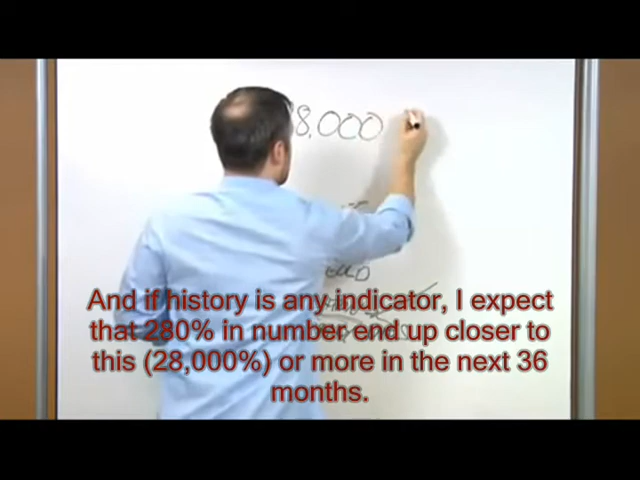 8,000
GOLD
And if history is any indicator, I expect
that 280% in number end up closer to
this (28,000%) or more in the next 36
months.